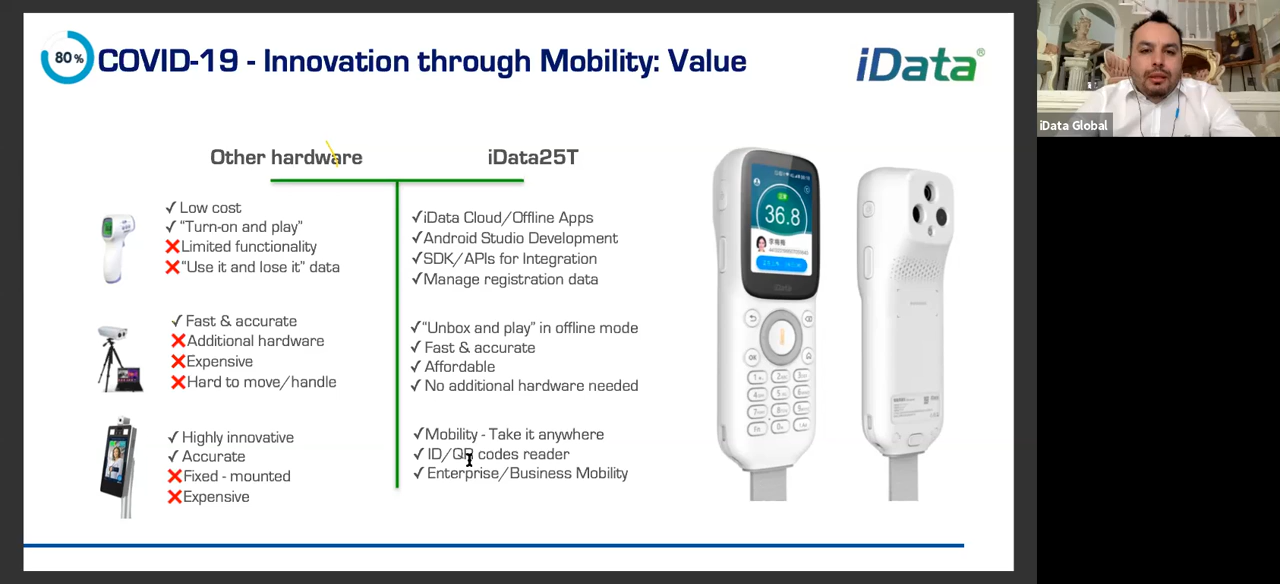 80 %
COVID-19 - Innovation through Mobility: Value
iData®
iData Global
Other hardware
iData25T
✓ Low cost
✓ "Turn-on and play"
❌Limited functionality
❌"Use it and lose it" data
✓ Fast & accurate
❌Additional hardware
❌Expensive
❌Hard to move/handle
✓ Highly innovative
✓ Accurate
❌Fixed - mounted
❌Expensive
✓iData Cloud/Offline Apps
✓Android Studio Development
✓SDK/APIs for Integration
✓Manage registration data
✓"Unbox and play" in offline mode
✓ Fast & accurate
✓ Affordable
✓ No additional hardware needed
✓Mobility - Take it anywhere
✓ ID/QR codes reader
✓ Enterprise/Business Mobility
36.8
iData
OK
Fn